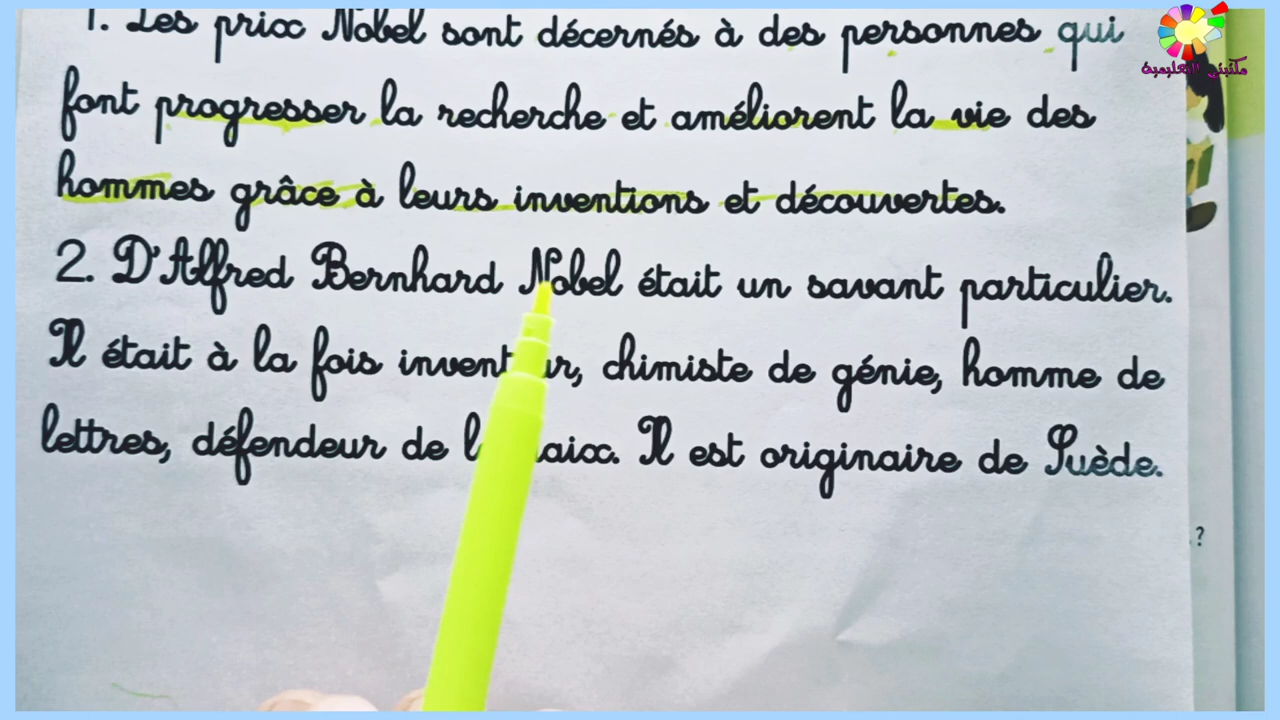 1. Les prix Nobel sont décernés à des personnes qui
font progresser la recherche et améliorent la vie des
hommes grâce à leurs inventions et découvertes.
2. D'Alfred Bernhard Nobel était un savant particulier.
Il était à la fois chimiste de génie, homme de
lettres, défendeur de Il est originaire de Suède.
?
مكتبتي التعليمية